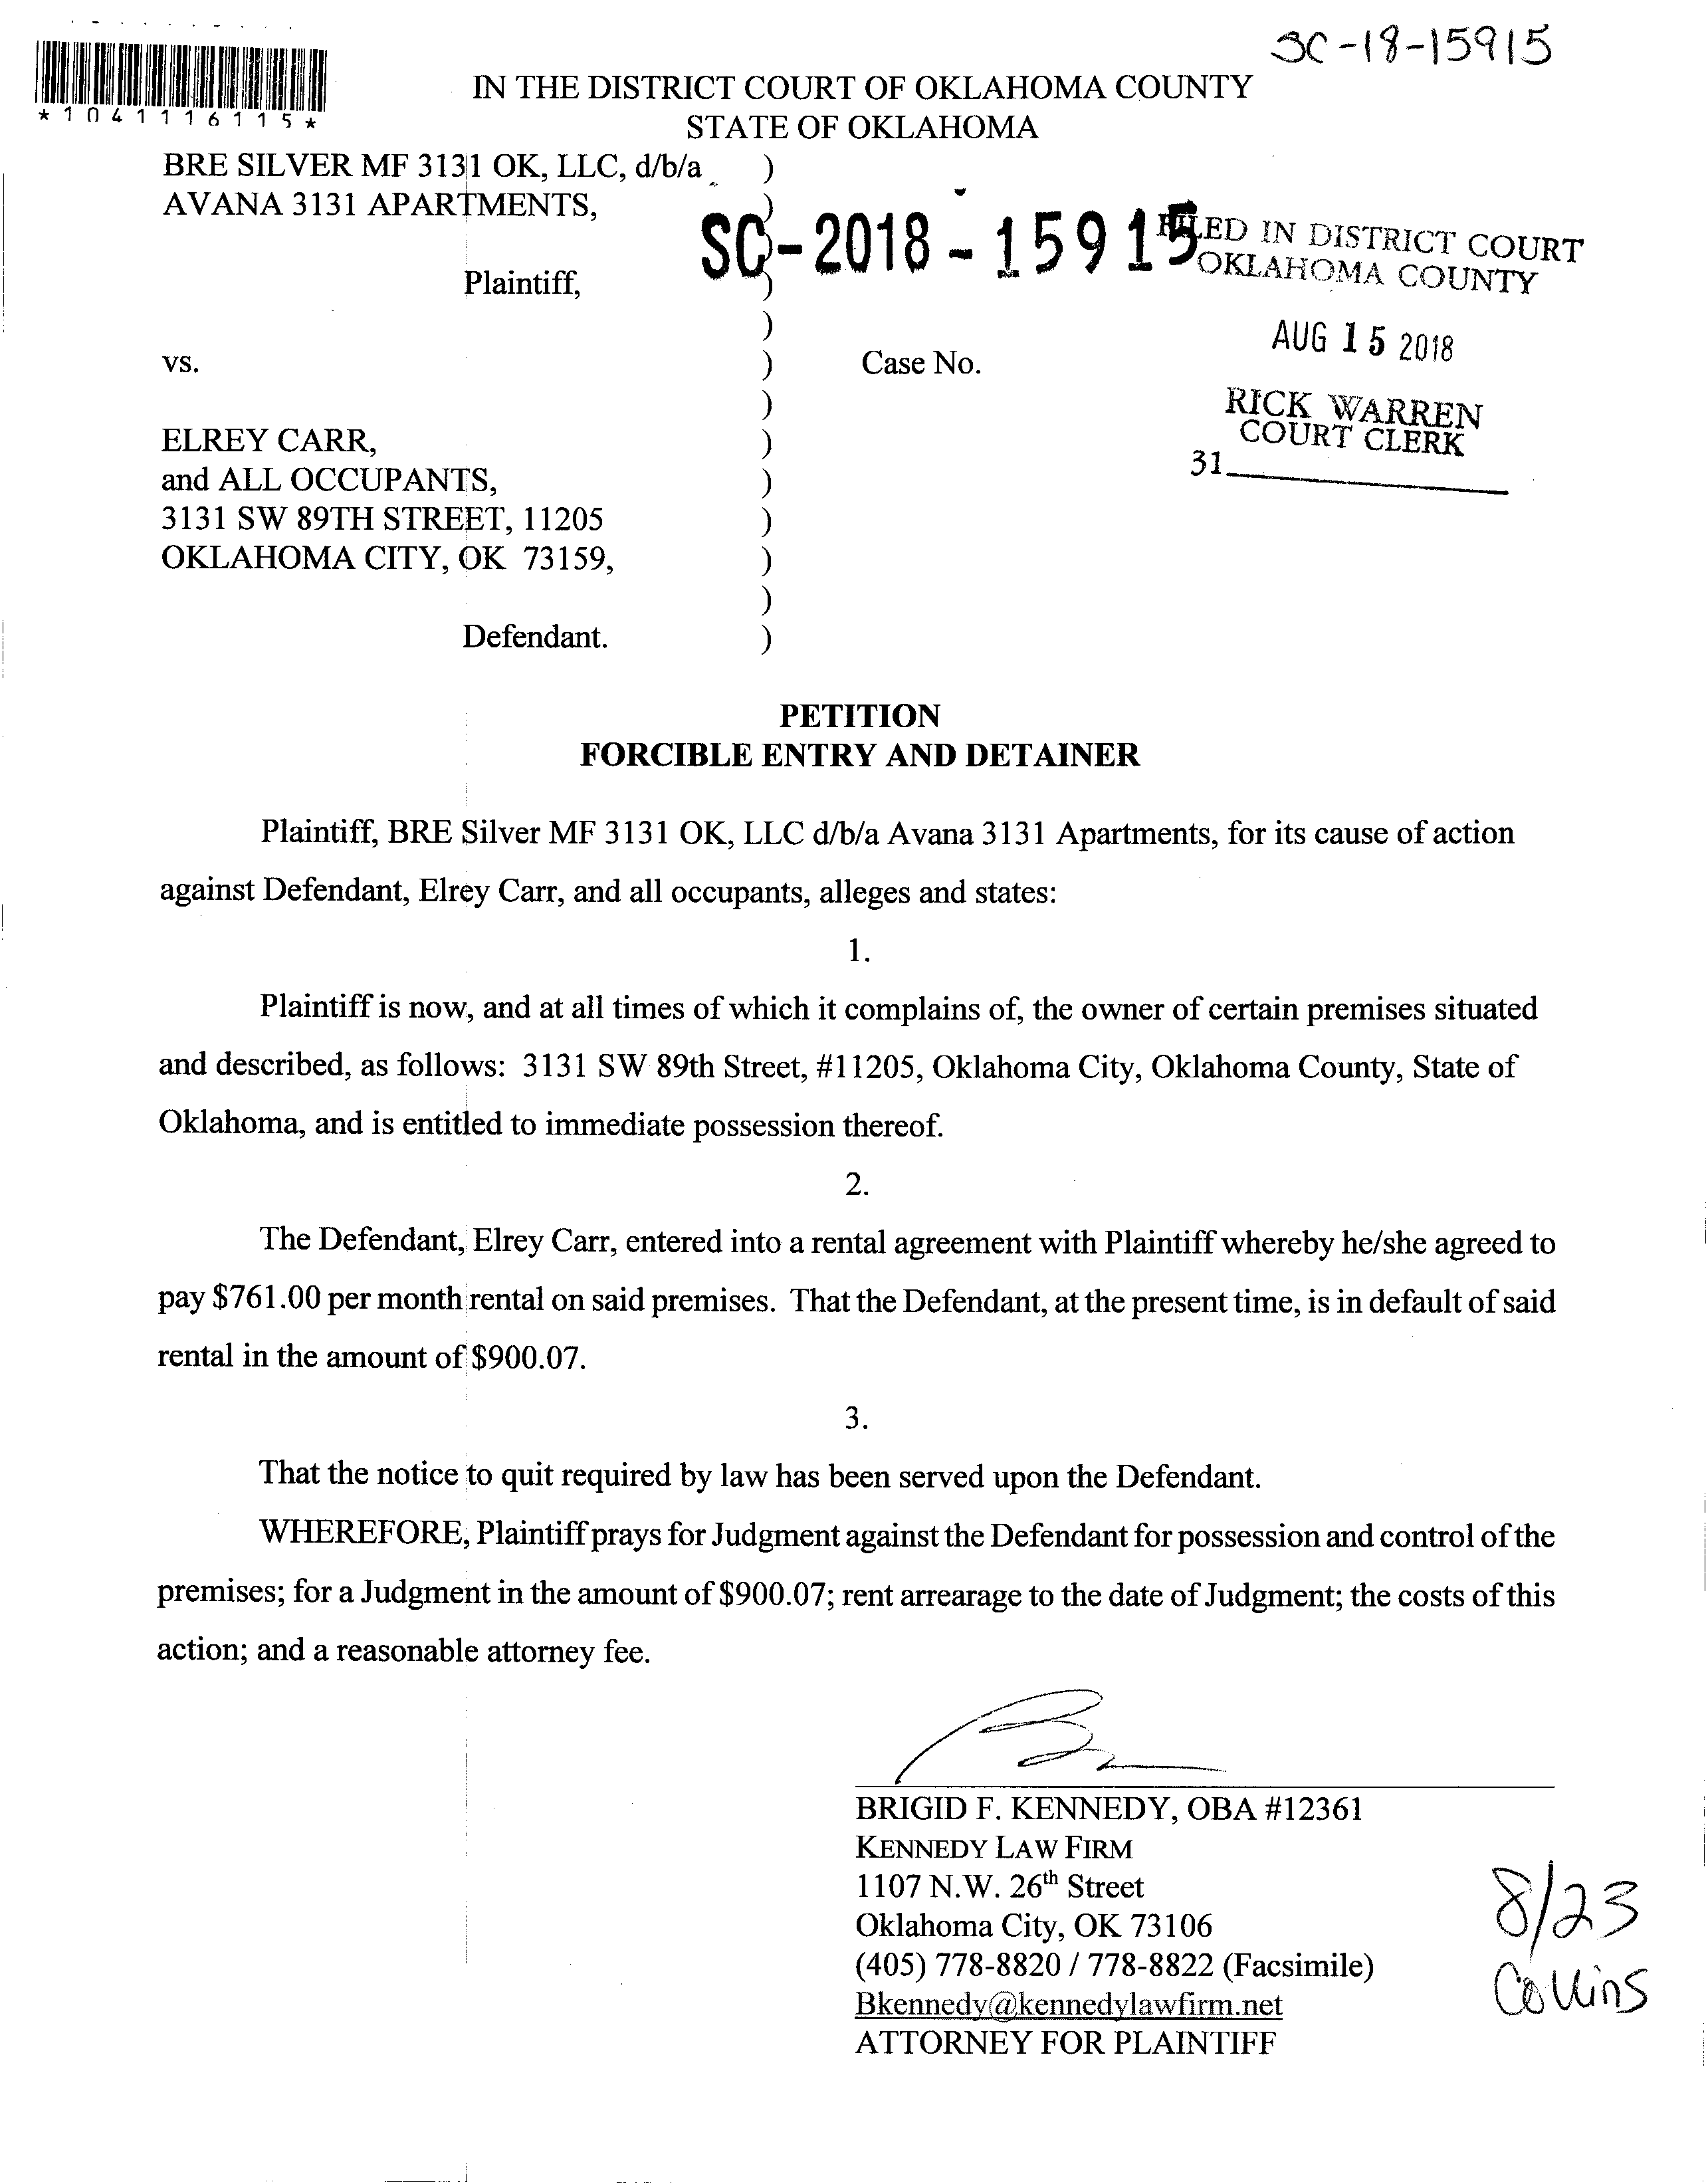 SC-18-15915
*1041116115*
IN THE DISTRICT COURT OF OKLAHOMA COUNTY
STATE OF OKLAHOMA
BRE SILVER MF 3131 OK, LLC, d/b/a )
AVANA 3131 APARTMENTS, )
SC-2018-15915
FILED IN DISTRICT COURT
OKLAHOMA COUNTY
Plaintiff, )
)
AUG 15 2018
vs. ) Case No.
)
RICK WARREN
COURT CLERK
31
ELREY CARR, )
and ALL OCCUPANTS, )
3131 SW 89TH STREET, 11205 )
OKLAHOMA CITY, OK 73159, )
)
Defendant. )
PETITION
FORCIBLE ENTRY AND DETAINER
Plaintiff, BRE Silver MF 3131 OK, LLC d/b/a Avana 3131 Apartments, for its cause of action
against Defendant, Elrey Carr, and all occupants, alleges and states:
1.
Plaintiff is now, and at all times of which it complains of, the owner of certain premises situated
and described, as follows: 3131 SW 89th Street, #11205, Oklahoma City, Oklahoma County, State of
Oklahoma, and is entitled to immediate possession thereof.
2.
The Defendant, Elrey Carr, entered into a rental agreement with Plaintiff whereby he/she agreed to
pay $761.00 per month rental on said premises. That the Defendant, at the present time, is in default of said
rental in the amount of $900.07.
3.
That the notice to quit required by law has been served upon the Defendant.
WHEREFORE, Plaintiff prays for Judgment against the Defendant for possession and control of the
premises; for a Judgment in the amount of $900.07; rent arrearage to the date of Judgment; the costs of this
action; and a reasonable attorney fee.
BRIGID F. KENNEDY, OBA #12361
KENNEDY LAW FIRM
1107 N.W. 26th Street
Oklahoma City, OK 73106
(405) 778-8820 / 778-8822 (Facsimile)
Bkennedy@kennedylawfirm.net
ATTORNEY FOR PLAINTIFF
8/23
Collins